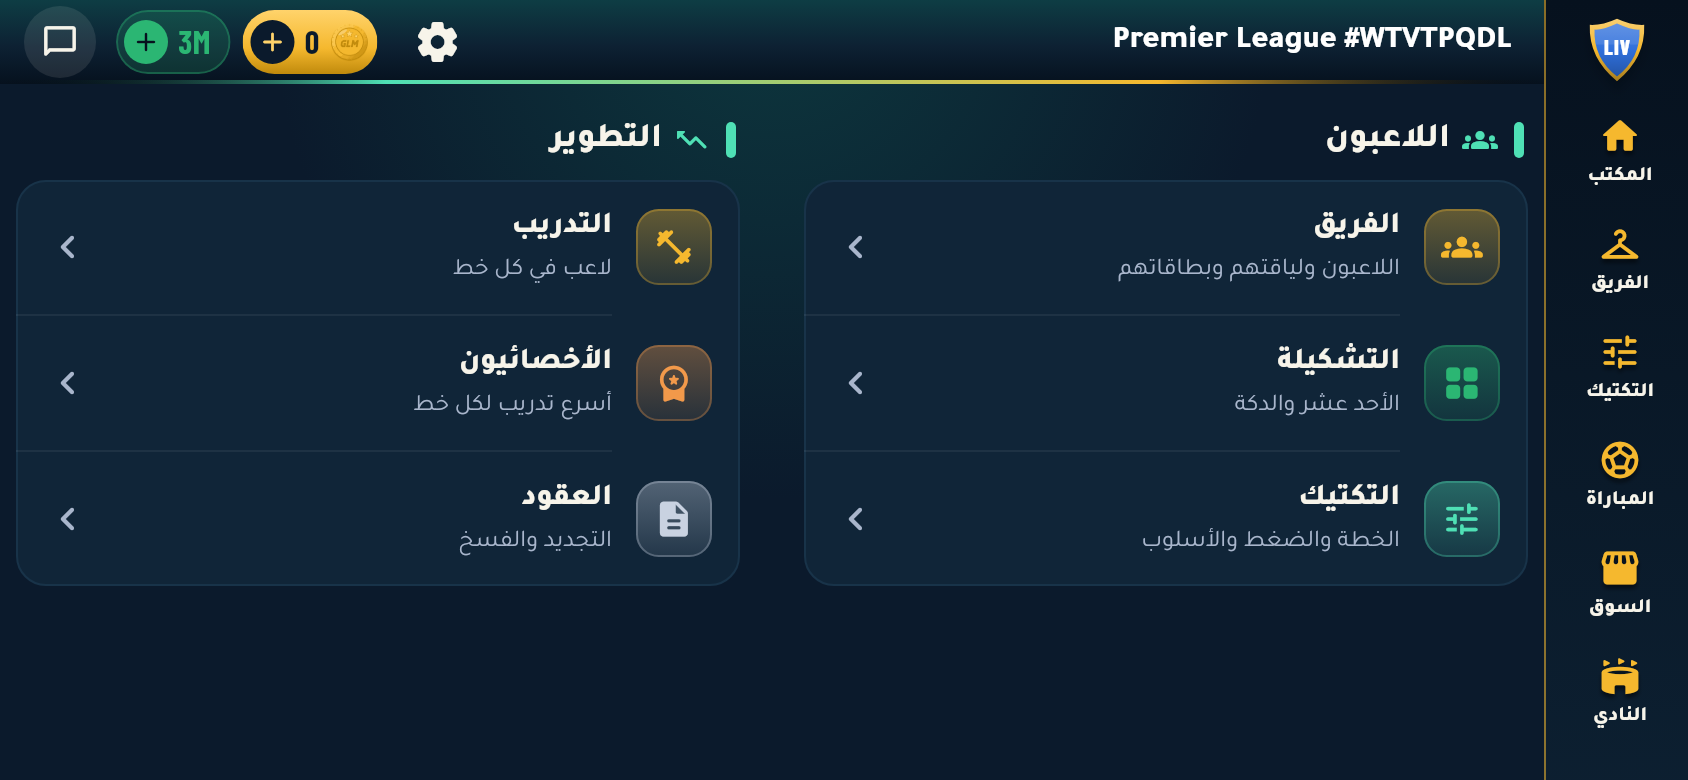 Premier League #WTVTPQDL
0
GLM
3M
LIV
المكتب
الفريق
التكتيك
المباراة
السوق
النادي
اللاعبون
الفريق
اللاعبون ولياقتهم وبطاقاتهم
التشكيلة
الأحد عشر والدكة
التكتيك
الخطة والضغط والأسلوب
التطوير
التدريب
لاعب في كل خط
الأخصائيون
أسرع تدريب لكل خط
العقود
التجديد والفسخ